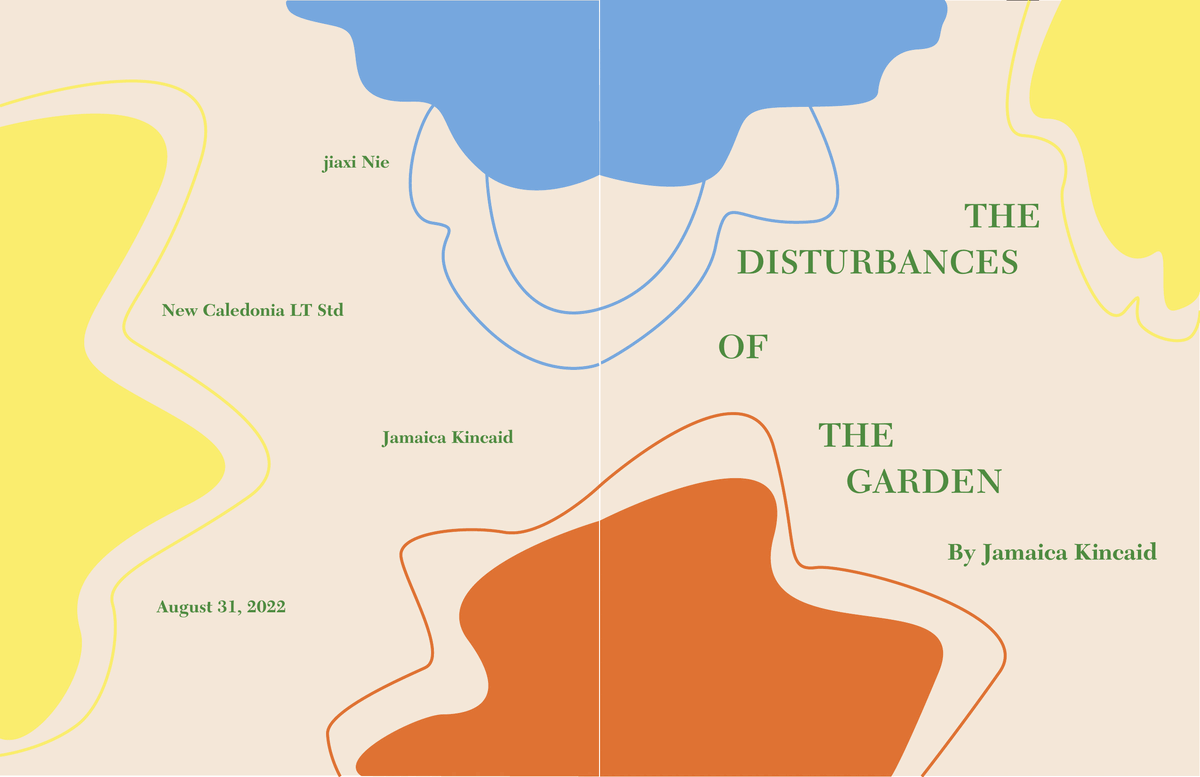 jiaxi Nie
New Caledonia LT Std
Jamaica Kincaid
August 31, 2022
THE
DISTURBANCES
OF
THE
GARDEN
By Jamaica Kincaid